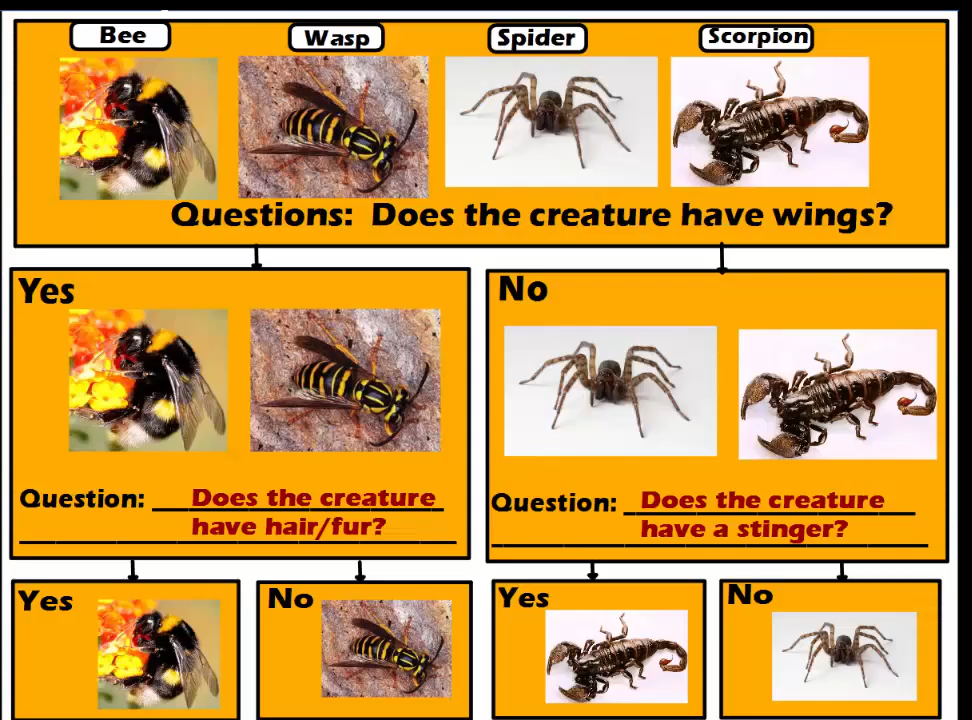 Bee
Wasp
Spider
Scorpion
Questions: Does the creature have wings?
Yes
No
Question: Does the creature
have hair/fur?
Question: Does the creature
have a stinger?
Yes
No
Yes
No